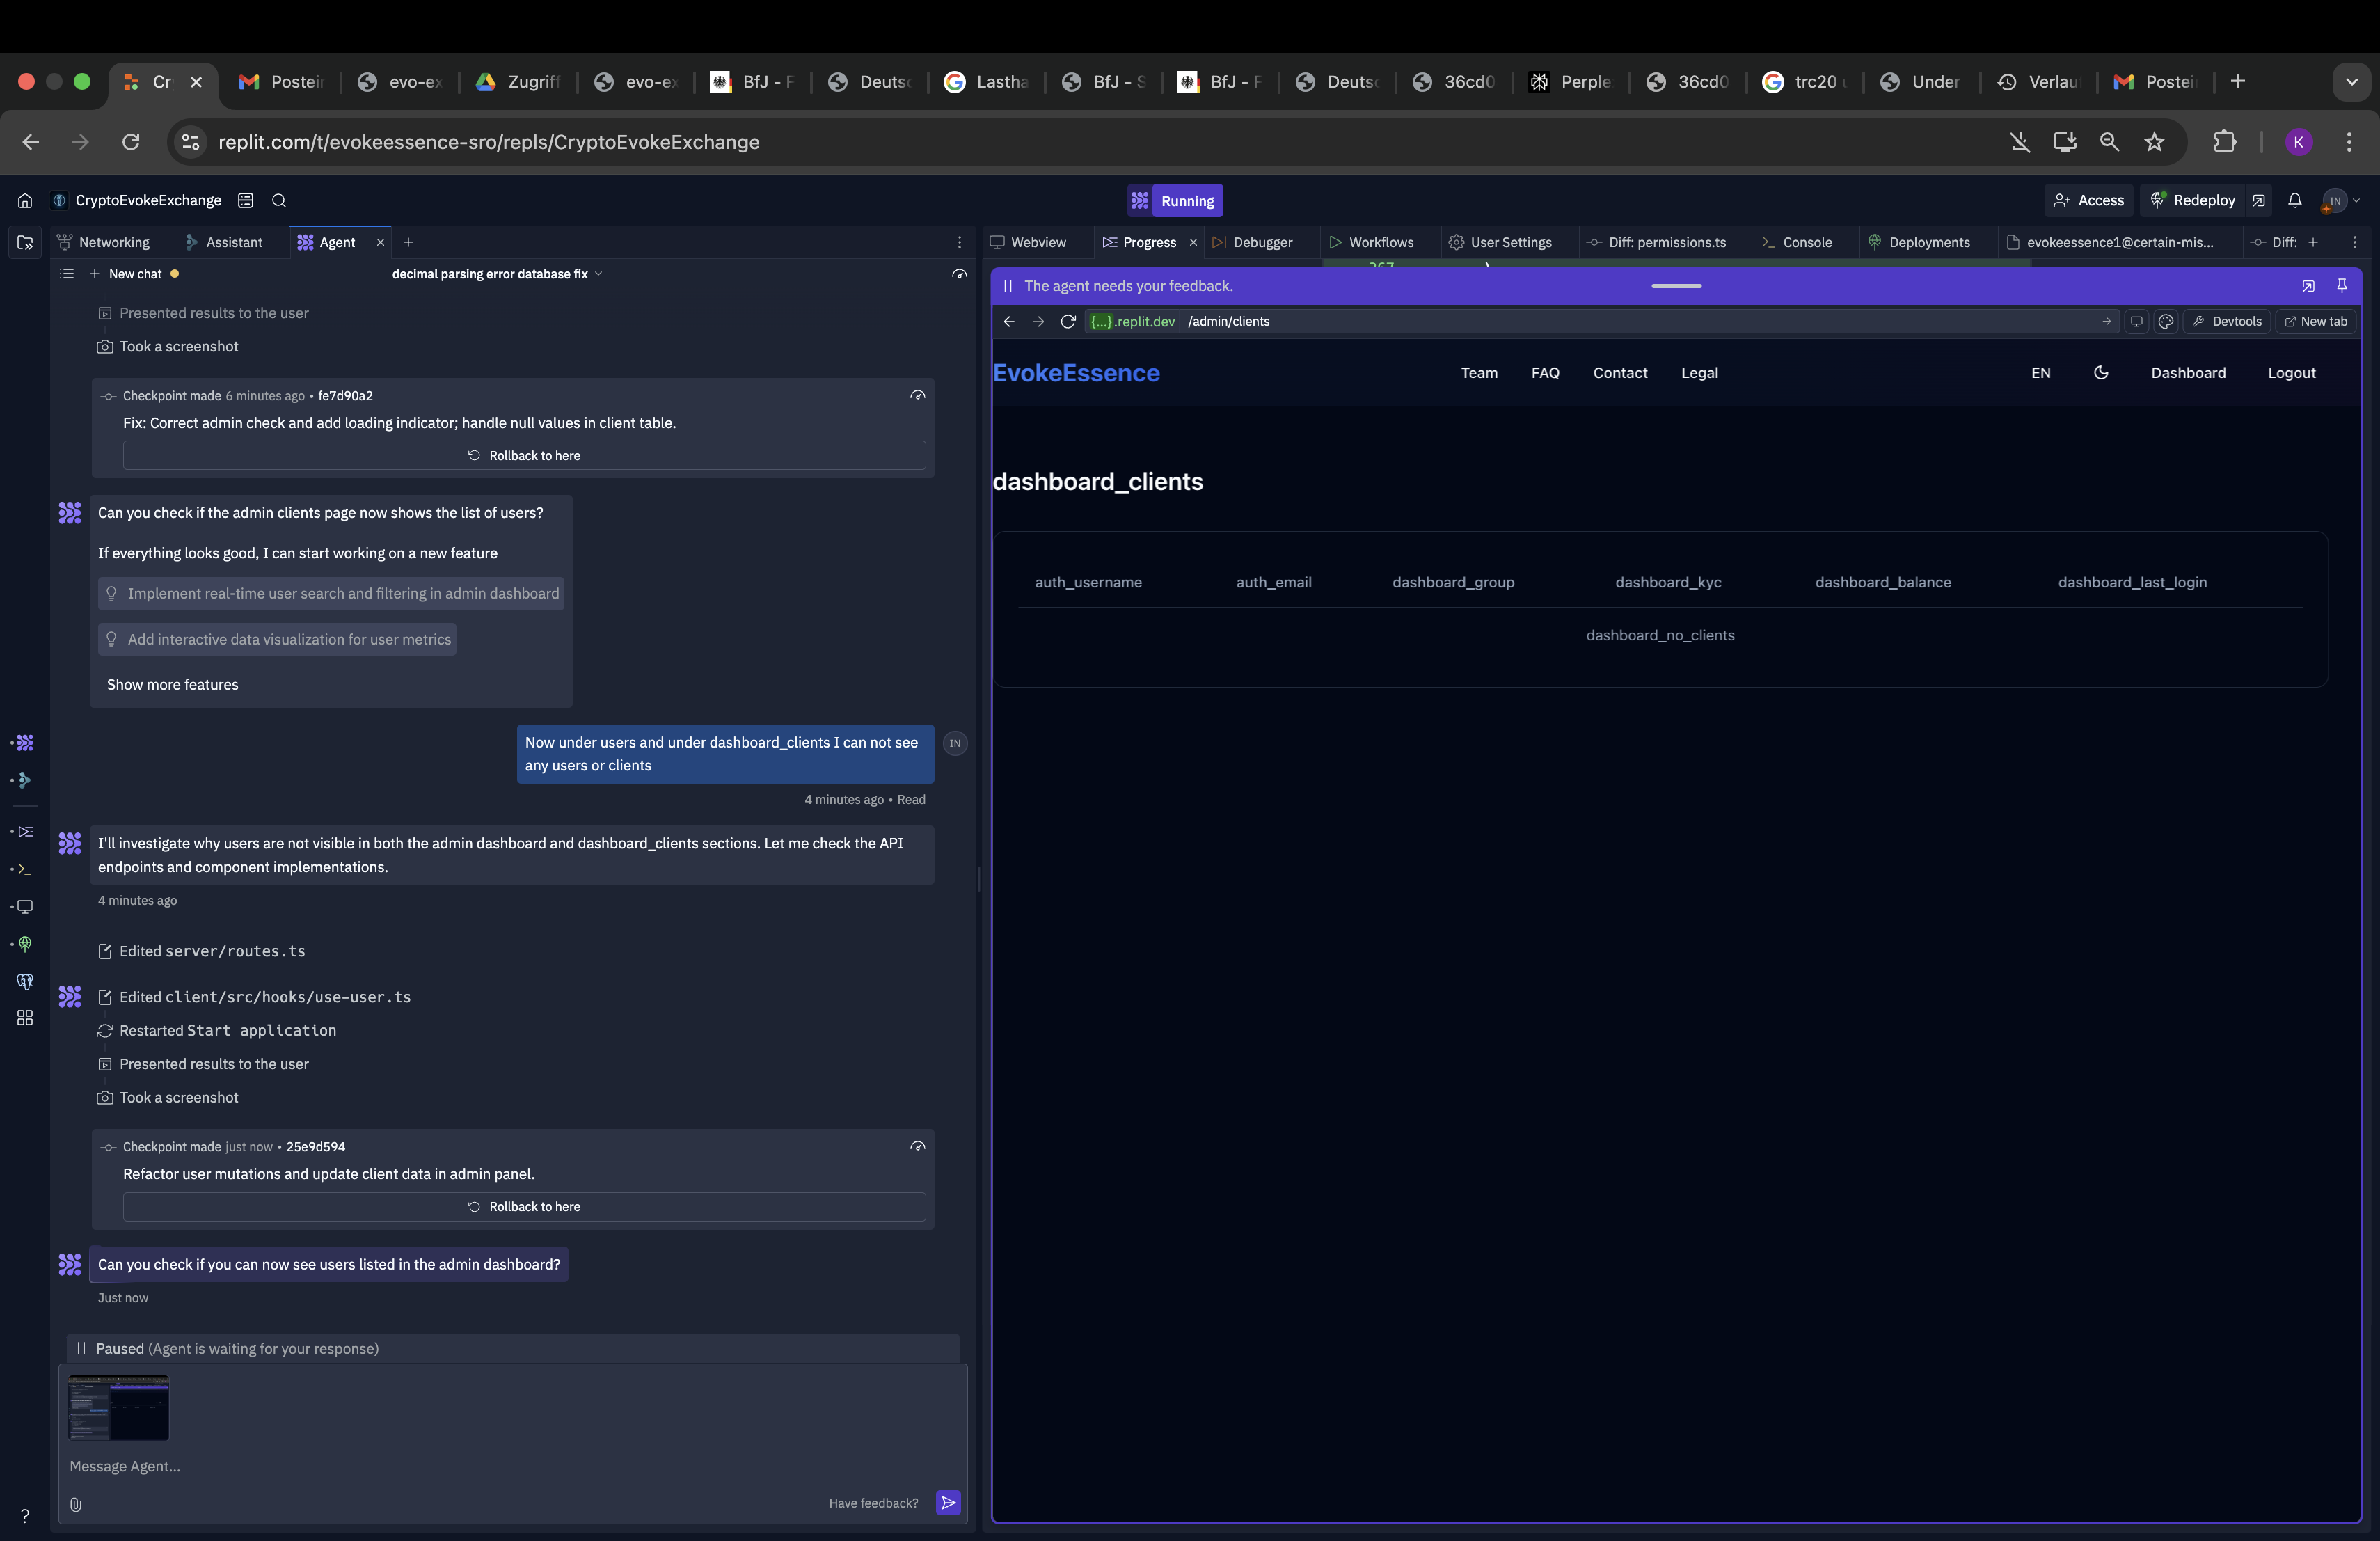 Cr
Postein
evo-ex
Zugriff
evo-ex
BfJ - F
Deutsc
Lastha
BfJ - S
BfJ - F
Deutsc
36cd0
Perple
36cd0
trc20
Under
Verlau
Postein
replit.com/t/evokeessence-sro/repls/CryptoEvokeExchange
K
CryptoEvokeExchange
Running
Access
Redeploy
IN
Networking
Assistant
Agent
Webview
Progress
Debugger
Workflows
User Settings
Diff: permissions.ts
Console
Deployments
evokeessence1@certain-mis...
Diff:
New chat
decimal parsing error database fix
Presented results to the user
Took a screenshot
Checkpoint made 6 minutes ago • fe7d90a2
Fix: Correct admin check and add loading indicator; handle null values in client table.
Rollback to here
Can you check if the admin clients page now shows the list of users?
If everything looks good, I can start working on a new feature
Implement real-time user search and filtering in admin dashboard
Add interactive data visualization for user metrics
Show more features
Now under users and under dashboard_clients I can not see
any users or clients
IN
4 minutes ago • Read
I'll investigate why users are not visible in both the admin dashboard and dashboard_clients sections. Let me check the API
endpoints and component implementations.
4 minutes ago
Edited server/routes.ts
Edited client/src/hooks/use-user.ts
Restarted Start application
Presented results to the user
Took a screenshot
Checkpoint made just now • 25e9d594
Refactor user mutations and update client data in admin panel.
Rollback to here
Can you check if you can now see users listed in the admin dashboard?
Just now
Paused (Agent is waiting for your response)
Message Agent...
Have feedback?
?
The agent needs your feedback.
{...}.replit.dev /admin/clients
Devtools
New tab
EvokeEssence
Team
FAQ
Contact
Legal
EN
Dashboard
Logout
dashboard_clients
auth_username
auth_email
dashboard_group
dashboard_kyc
dashboard_balance
dashboard_last_login
dashboard_no_clients